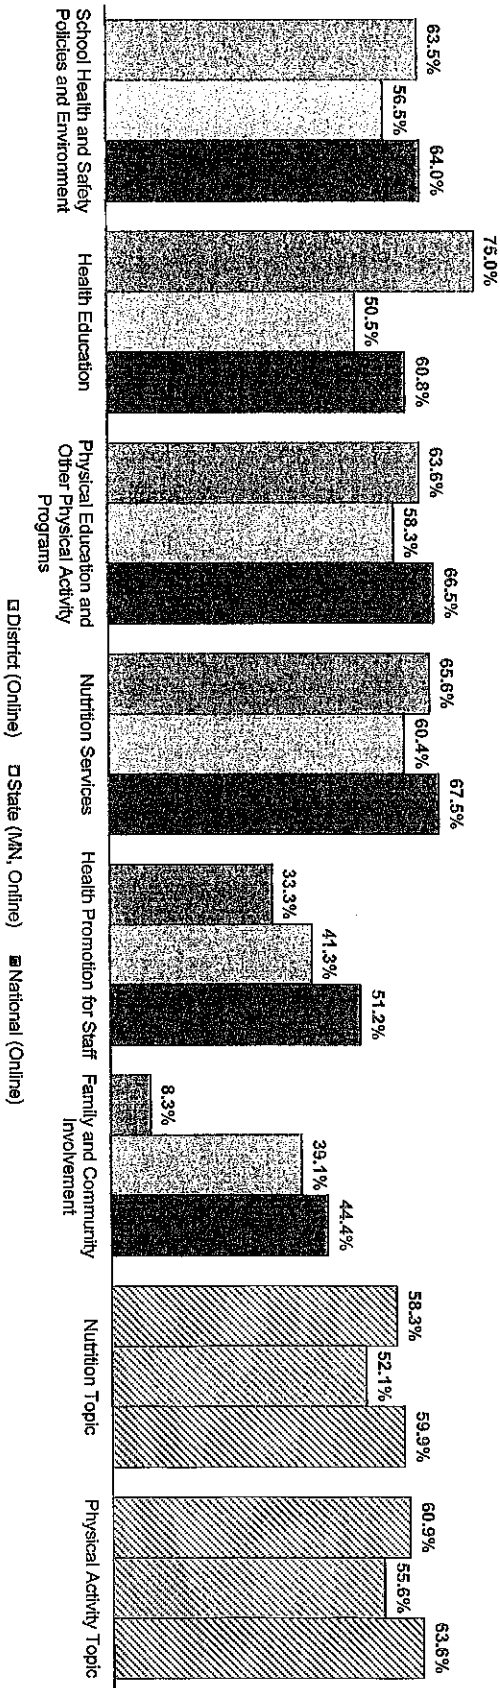 63.5%
56.5%
64.0%
75.0%
50.5%
60.8%
63.6%
58.3%
66.5%
65.6%
60.4%
67.5%
33.3%
41.3%
51.2%
8.3%
39.1%
44.4%
58.3%
52.1%
59.9%
60.9%
55.6%
63.6%
School Health and Safety
Policies and Environment
Health Education
Physical Education and
Other Physical Activity
Programs
Nutrition Services
Health Promotion for Staff
Family and Community
Involvement
Nutrition Topic
Physical Activity Topic
District (Online)
State (MN, Online)
National (Online)